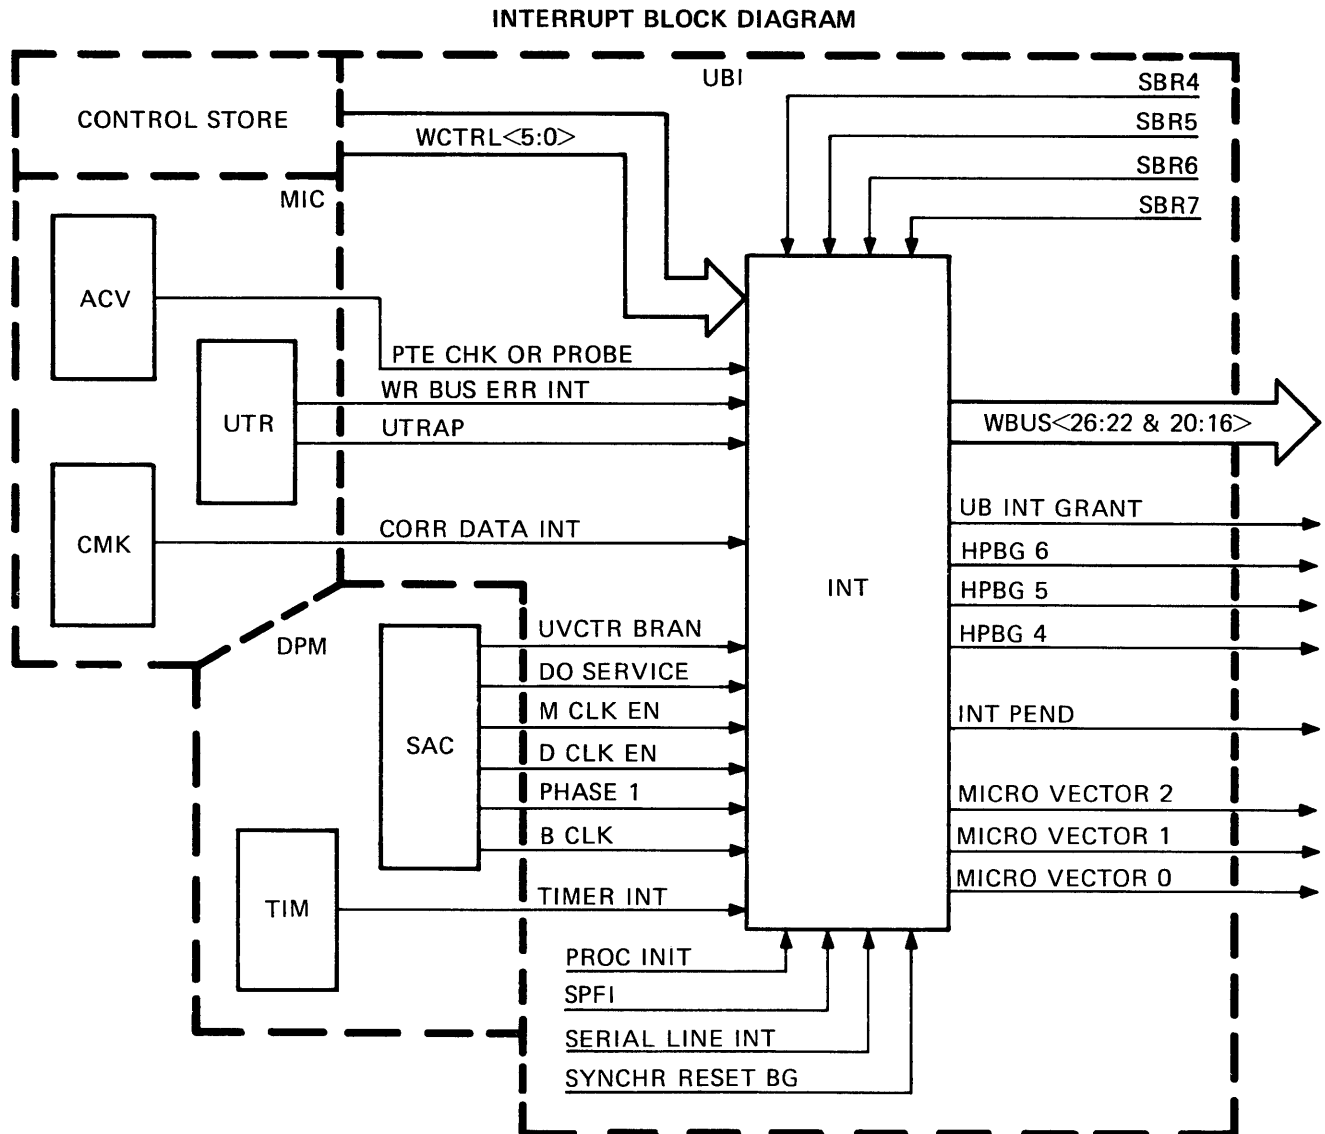 INTERRUPT BLOCK DIAGRAM
UBI
SBR4
CONTROL STORE
SBR5
WCTRL<5:0>
SBR6
MIC
SBR7
ACV
PTE CHK OR PROBE
WR BUS ERR INT
UTR
UTRAP
WBUS<26:22 & 20:16>
UB INT GRANT
CORR DATA INT
CMK
HPBG 6
INT
HPBG 5
UVCTR BRAN
HPBG 4
DPM
DO SERVICE
M CLK EN
INT PEND
SAC
D CLK EN
PHASE 1
MICRO VECTOR 2
B CLK
MICRO VECTOR 1
MICRO VECTOR 0
TIMER INT
TIM
PROC INIT
SPFI
SERIAL LINE INT
SYNCHR RESET BG